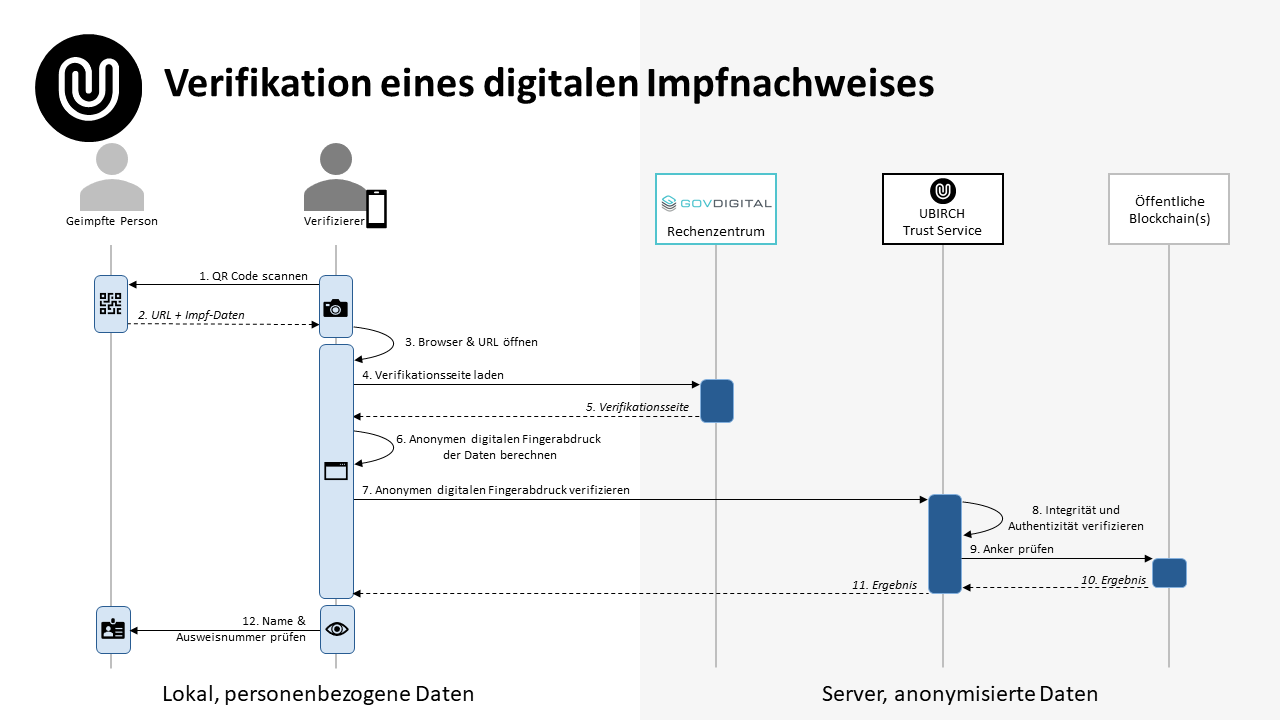 Verifikation eines digitalen Impfnachweises
Geimpfte Person
Verifizierer
GOVDIGITAL
Rechenzentrum
UBIRCH
Trust Service
Öffentliche
Blockchain(s)
1. QR Code scannen
2. URL + Impf-Daten
3. Browser & URL öffnen
4. Verifikationsseite laden
5. Verifikationsseite
6. Anonymen digitalen Fingerabdruck
der Daten berechnen
7. Anonymen digitalen Fingerabdruck verifizieren
8. Integrität und
Authentizität verifizieren
9. Anker prüfen
10. Ergebnis
11. Ergebnis
12. Name &
Ausweisnummer prüfen
Lokal, personenbezogene Daten
Server, anonymisierte Daten